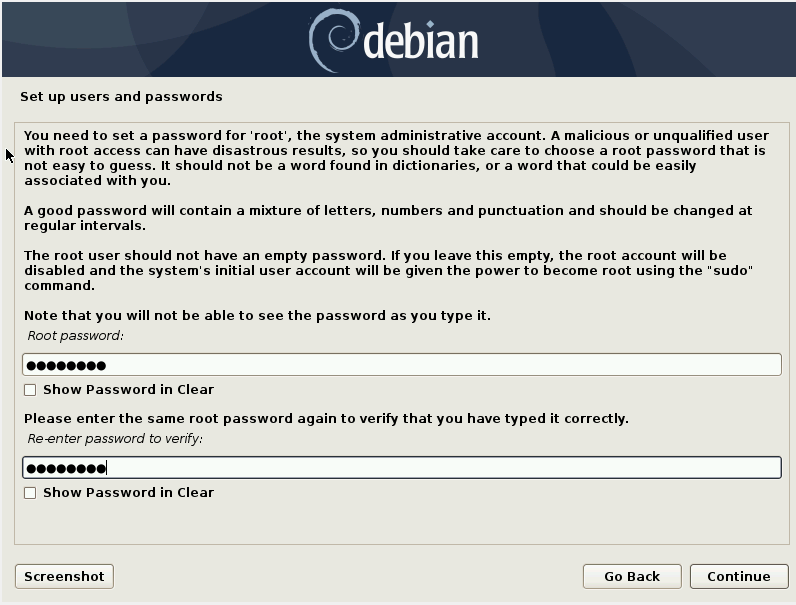 debian
Set up users and passwords
You need to set a password for 'root', the system administrative account. A malicious or unqualified user
with root access can have disastrous results, so you should take care to choose a root password that is
not easy to guess. It should not be a word found in dictionaries, or a word that could be easily
associated with you.
A good password will contain a mixture of letters, numbers and punctuation and should be changed at
regular intervals.
The root user should not have an empty password. If you leave this empty, the root account will be
disabled and the system's initial user account will be given the power to become root using the "sudo"
command.
Note that you will not be able to see the password as you type it.
Root password:
●●●●●●●●
Show Password in Clear
Please enter the same root password again to verify that you have typed it correctly.
Re-enter password to verify:
●●●●●●●●
Show Password in Clear
Screenshot
Go Back
Continue